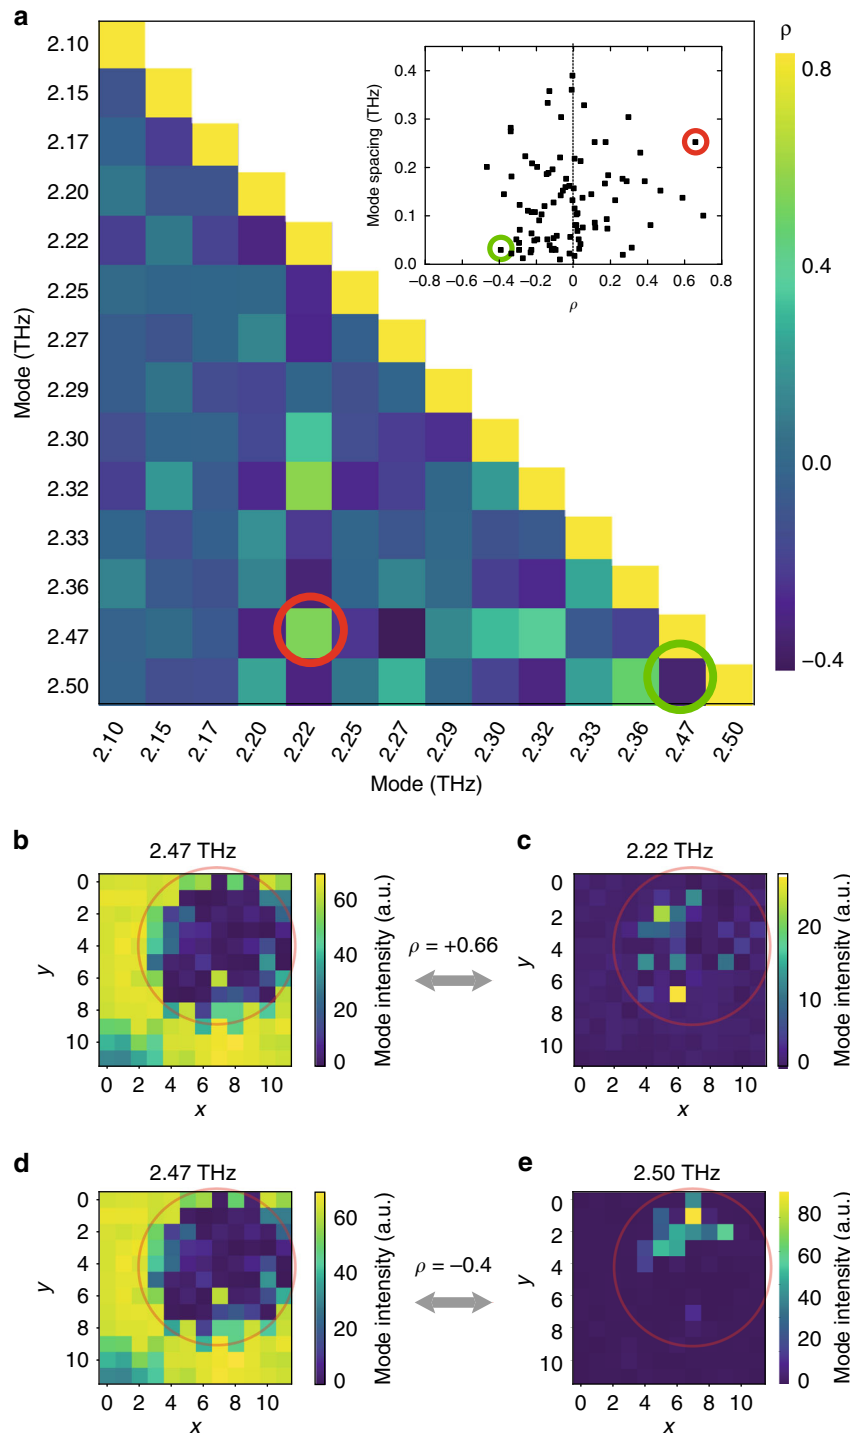 a
ρ
2.10
2.15
2.17
2.20
2.22
2.25
2.27
2.29
2.30
2.32
2.33
2.36
2.47
2.50
Mode (THz)
2.10 2.15 2.17 2.20 2.22 2.25 2.27 2.29 2.30 2.32 2.33 2.36 2.47 2.50
Mode (THz)
0.4
0.3
0.2
0.1
0.0
Mode spacing (THz)
−0.8 −0.6 −0.4 −0.2 0 0.2 0.4 0.6 0.8
ρ
0.8
0.4
0.0
−0.4
b
2.47 THz
0
2
4
6
8
10
y
0 2 4 6 8 10
x
60
40
20
0
Mode intensity (a.u.)
ρ = +0.66
c
2.22 THz
0
2
4
6
8
10
y
0 2 4 6 8 10
x
20
10
0
Mode intensity (a.u.)
d
2.47 THz
0
2
4
6
8
10
y
0 2 4 6 8 10
x
60
40
20
0
Mode intensity (a.u.)
ρ = −0.4
e
2.50 THz
0
2
4
6
8
10
y
0 2 4 6 8 10
x
80
60
40
20
0
Mode intensity (a.u.)